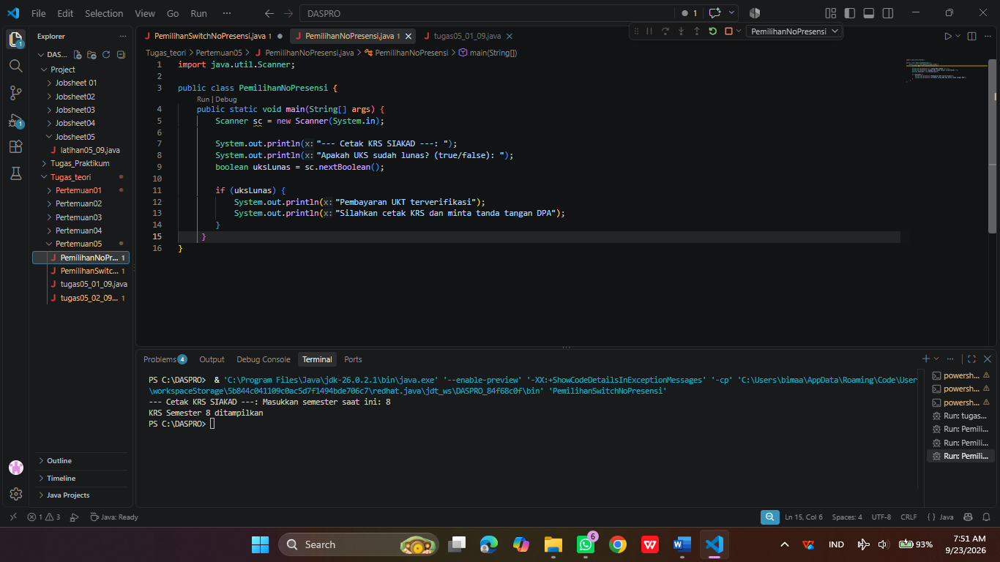 File Edit Selection View Go Run ··· DASPRO 1
Explorer ···
DAS...
Project
Jobsheet 01
Jobsheet02
Jobsheet03
Jobsheet04
Jobsheet05
J latihan05_09.java
Tugas_Praktikum
Tugas_teori
Pertemuan01
Pertemuan02
Pertemuan03
Pertemuan04
Pertemuan05
J PemilihanNoPr... 1
J PemilihanSwitc... 1
J tugas05_01_09.java
J tugas05_02_09... 1
Outline
Timeline
Java Projects
J PemilihanSwitchNoPresensi.java 1 J PemilihanNoPresensi.java 1 J tugas05_01_09.java PemilihanNoPresensi
Tugas_teori > Pertemuan05 > J PemilihanNoPresensi.java > PemilihanNoPresensi > main(String[])
1 import java.util.Scanner;
2
3 public class PemilihanNoPresensi {
Run | Debug
4 public static void main(String[] args) {
5 Scanner sc = new Scanner(System.in);
6
7 System.out.println(x: "--- Cetak KRS SIAKAD ---: ");
8 System.out.println(x: "Apakah UKS sudah lunas? (true/false): ");
9 boolean uksLunas = sc.nextBoolean();
10
11 if (uksLunas) {
12 System.out.println(x: "Pembayaran UKT terverifikasi");
13 System.out.println(x: "Silahkan cetak KRS dan minta tanda tangan DPA");
14 }
15 }
16 }
Problems 4 Output Debug Console Terminal Ports
PS C:\DASPRO> & 'C:\Program Files\Java\jdk-26.0.2.1\bin\java.exe' '--enable-preview' '-XX:+ShowCodeDetailsInExceptionMessages' '-cp' 'C:\Users\bimaa\AppData\Roaming\Code\User
\workspaceStorage\5b844c041109c0ac5d7f1494bde706c7\redhat.java\jdt_ws\DASPRO_84f68c0f\bin' 'PemilihanSwitchNoPresensi'
--- Cetak KRS SIAKAD ---: Masukkan semester saat ini: 8
KRS Semester 8 ditampilkan
PS C:\DASPRO>
powersh...
powersh...
powersh...
Run: tugas...
Run: Pemili...
Run: Pemili...
Run: Pemili...
1 3 Java: Ready Ln 15, Col 6 Spaces: 4 UTF-8 CRLF { } Java
Search 6 IND 93% 7:51 AM
9/23/2026